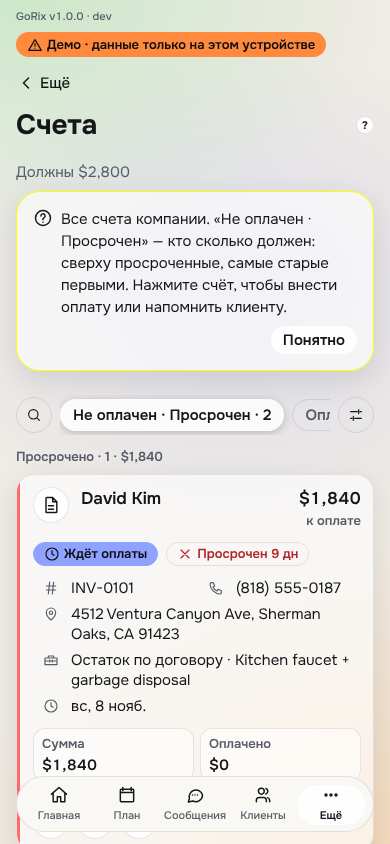 GoRix v1.0.0 · dev
Демо · данные только на этом устройстве
Ещё
Счета
?
Должны $2,800
Все счета компании. «Не оплачен ·
Просрочен» — кто сколько должен:
сверху просроченные, самые старые
первыми. Нажмите счёт, чтобы внести
оплату или напомнить клиенту.
Понятно
Не оплачен · Просрочен · 2
Просрочено · 1 · $1,840
David Kim
$1,840
к оплате
Ждёт оплаты
Просрочен 9 дн
INV-0101
(818) 555-0187
4512 Ventura Canyon Ave, Sherman
Oaks, CA 91423
Остаток по договору · Kitchen faucet +
garbage disposal
вс, 8 нояб.
Сумма
Оплачено
$1,840
$0
Главная
План
Сообщения
Клиенты
Ещё